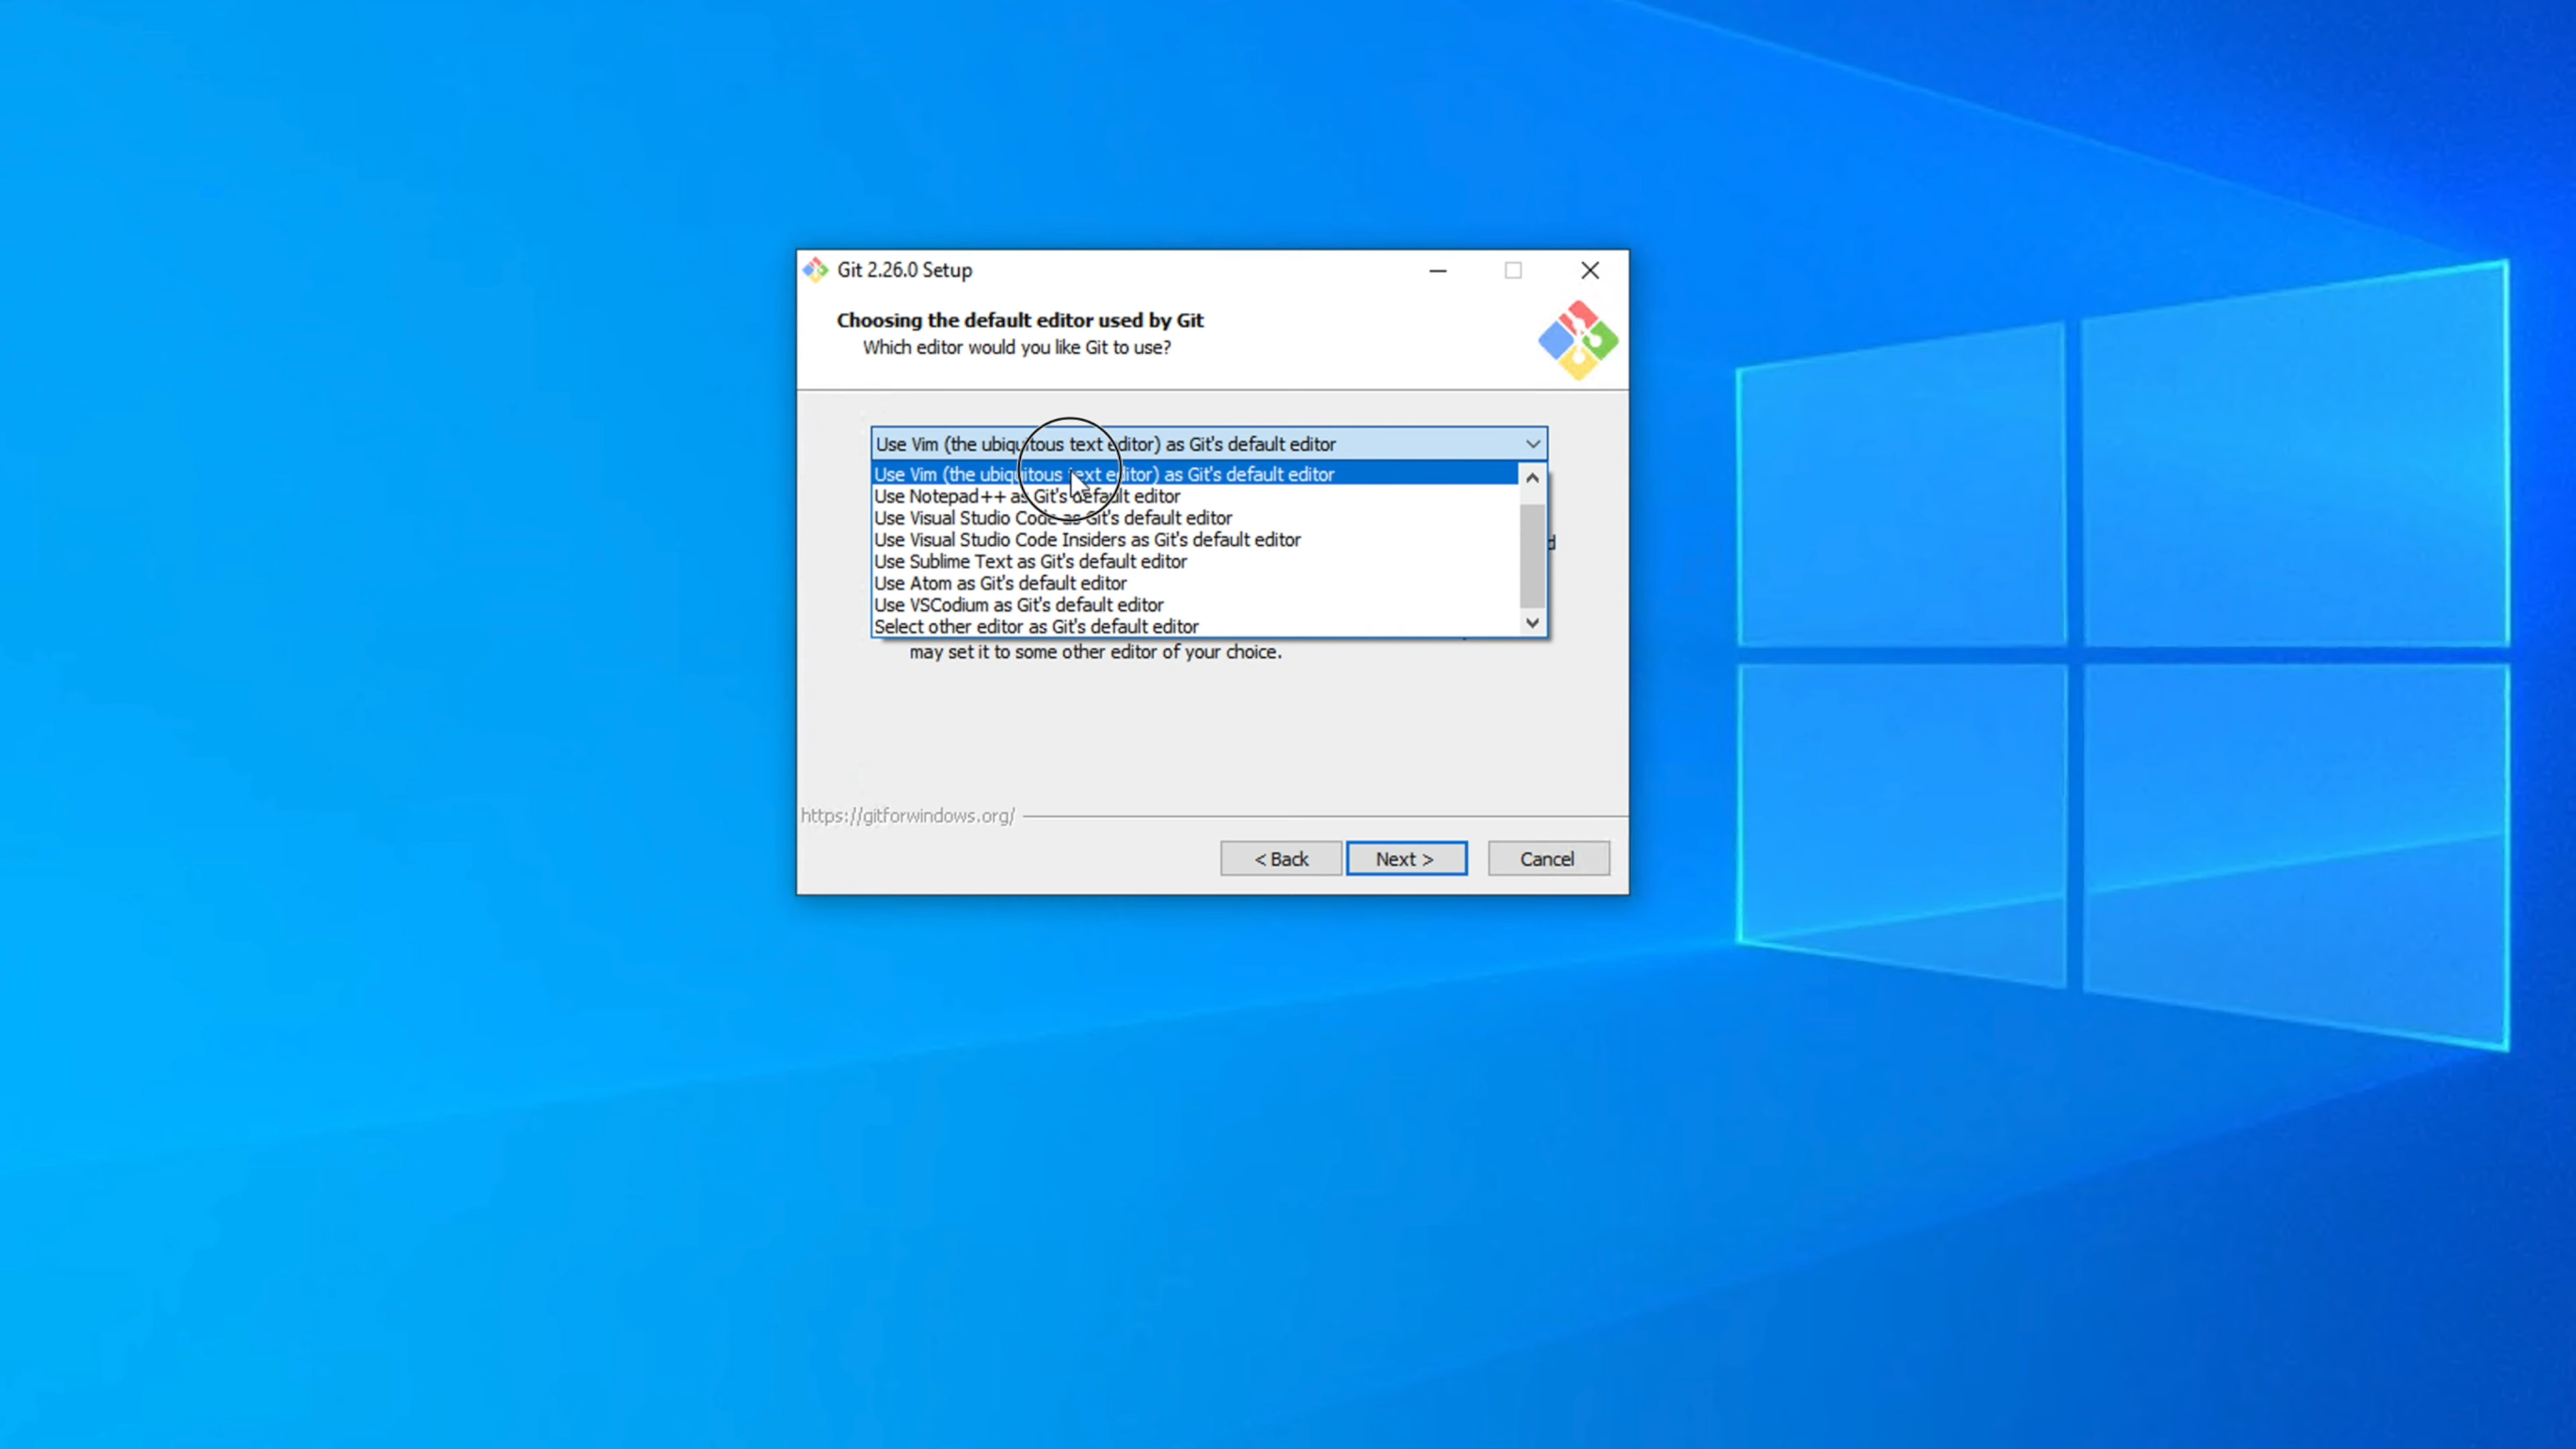 Git 2.26.0 Setup
Choosing the default editor used by Git
Which editor would you like Git to use?
Use Vim (the ubiquitous text editor) as Git's default editor
Use Vim (the ubiquitous text editor) as Git's default editor
Use Notepad++ as Git's default editor
Use Visual Studio Code as Git's default editor
Use Visual Studio Code Insiders as Git's default editor
Use Sublime Text as Git's default editor
Use Atom as Git's default editor
Use VSCodium as Git's default editor
Select other editor as Git's default editor
may set it to some other editor of your choice.
https://gitforwindows.org/
< Back
Next >
Cancel